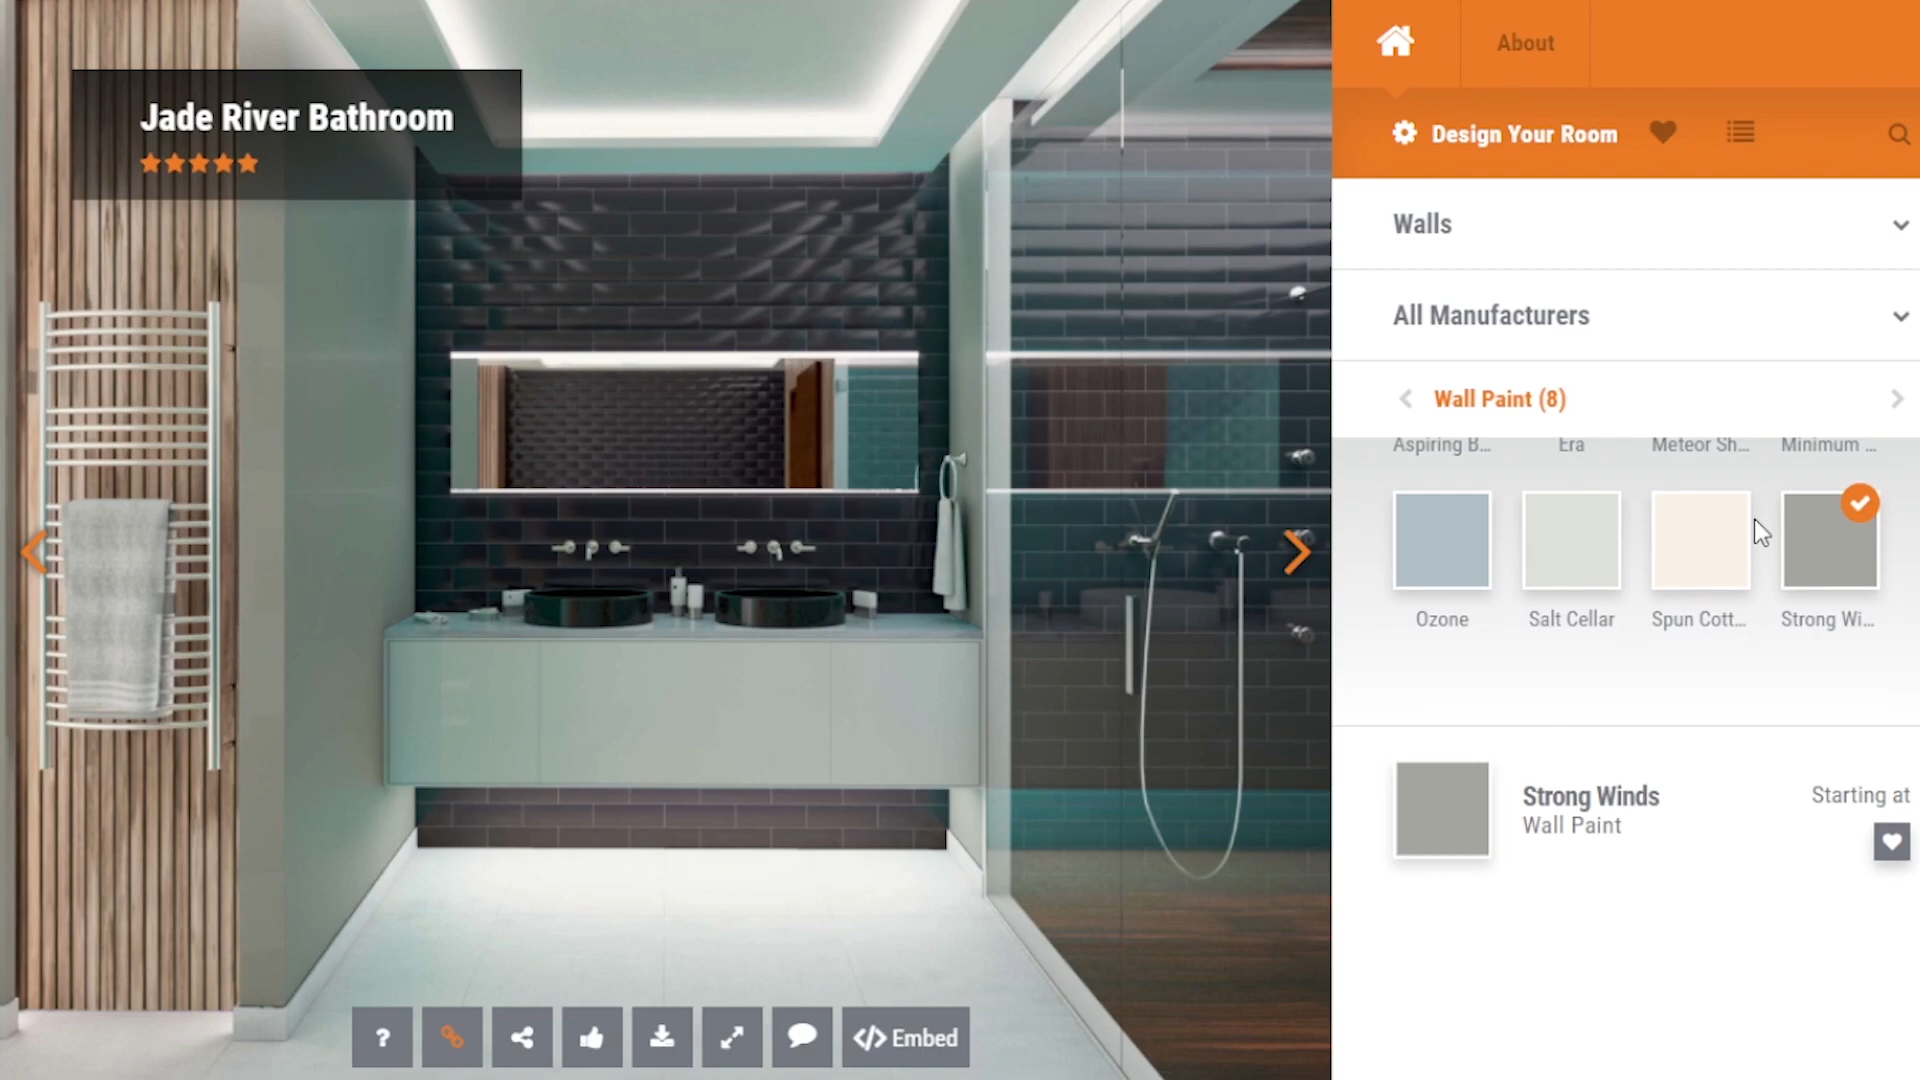 Jade River Bathroom
About
Design Your Room
Walls
All Manufacturers
Wall Paint (8)
Aspiring B...
Era
Meteor Sh...
Minimum ...
Ozone
Salt Cellar
Spun Cott...
Strong Wi...
Strong Winds
Starting at
Wall Paint
? </> Embed